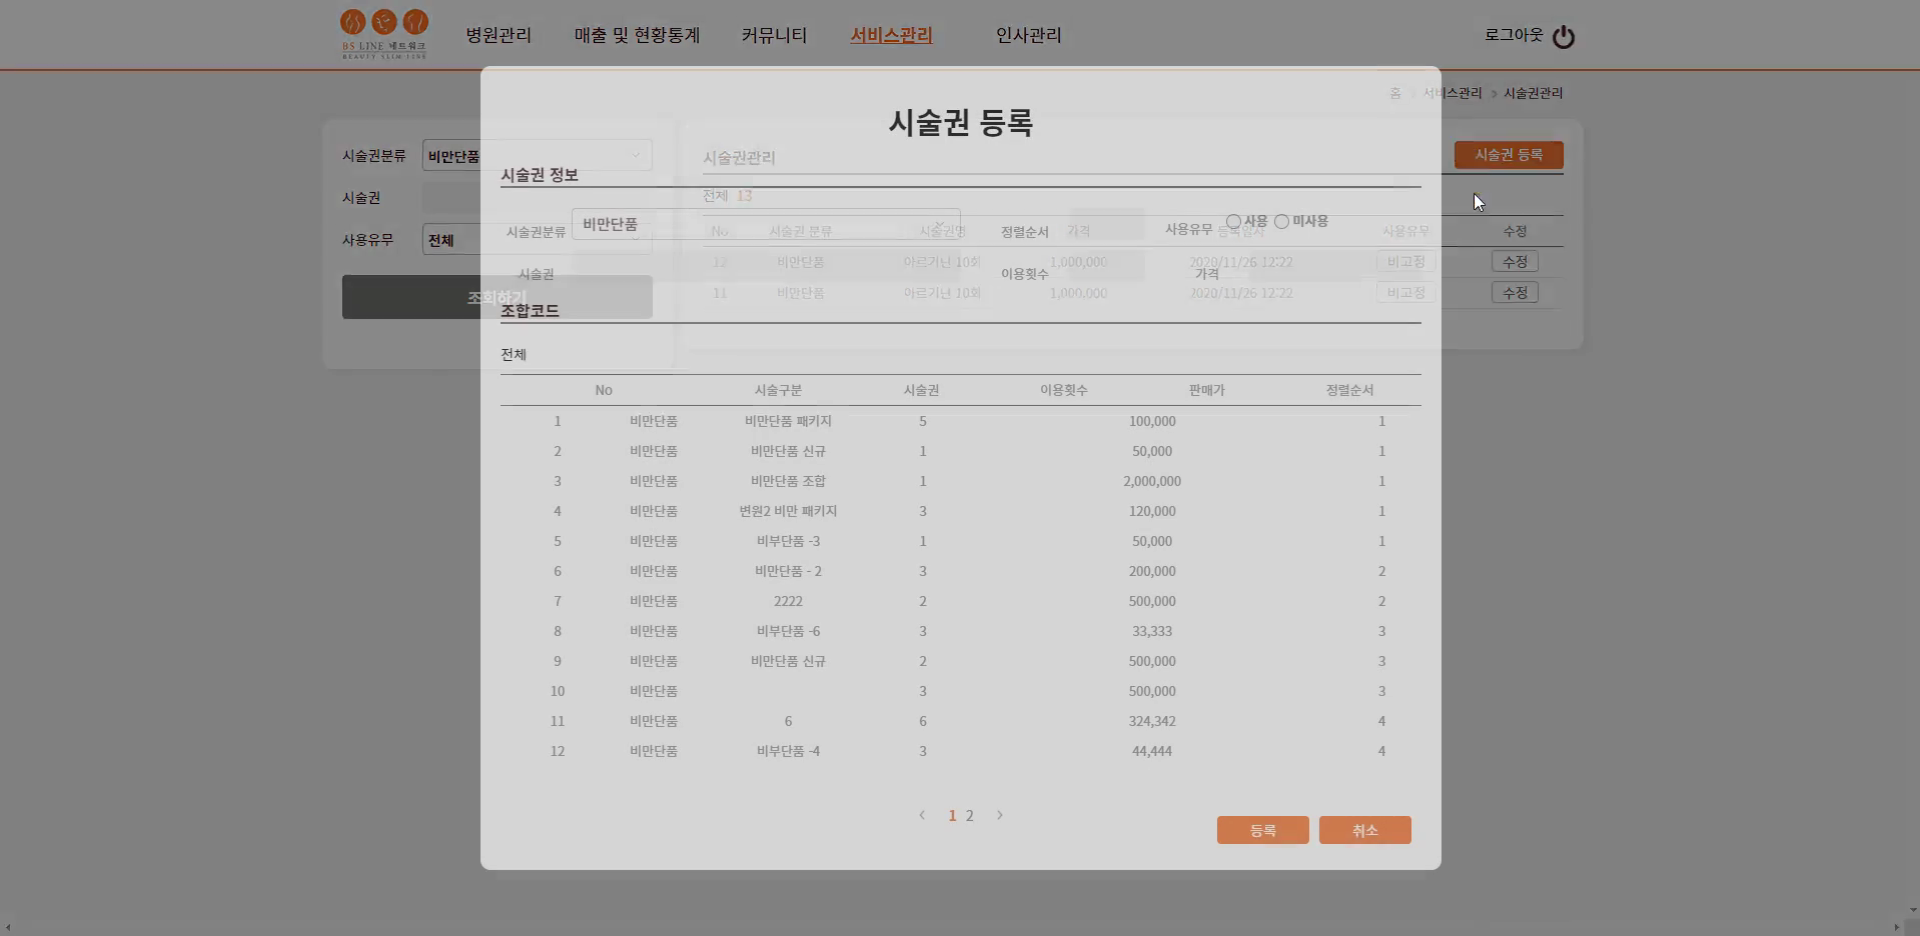 BS LINE 네트워크
BEAUTY SLIM LINE
병원관리 매출 및 현황통계 커뮤니티 서비스관리 인사관리 로그아웃
홈 서비스관리 시술권관리
시술권 등록
시술권분류 비만단품
시술권관리 시술권 등록
시술권 정보
시술권
전체 13
시술권분류 비만단품 정렬순서 사용유무 사용 미사용
사용유무 전체
No 시술권 분류 시술권명 가격 등록일시 사용유무 수정
12 비만단품 아르기닌 10회 1,000,000 2020/11/26 12:22 비고정 수정
시술권 이용횟수 가격
11 비만단품 아르기닌 10회 1,000,000 2020/11/26 12:22 비고정 수정
조회하기
조합코드
전체
No 시술구분 시술권 이용횟수 판매가 정렬순서
1 비만단품 비만단품 패키지 5 100,000 1
2 비만단품 비만단품 신규 1 50,000 1
3 비만단품 비만단품 조합 1 2,000,000 1
4 비만단품 변원2 비만 패키지 3 120,000 1
5 비만단품 비부단품 -3 1 50,000 1
6 비만단품 비만단품 - 2 3 200,000 2
7 비만단품 2222 2 500,000 2
8 비만단품 비부단품 -6 3 33,333 3
9 비만단품 비만단품 신규 2 500,000 3
10 비만단품 3 500,000 3
11 비만단품 6 6 324,342 4
12 비만단품 비부단품 -4 3 44,444 4
1 2
등록 취소